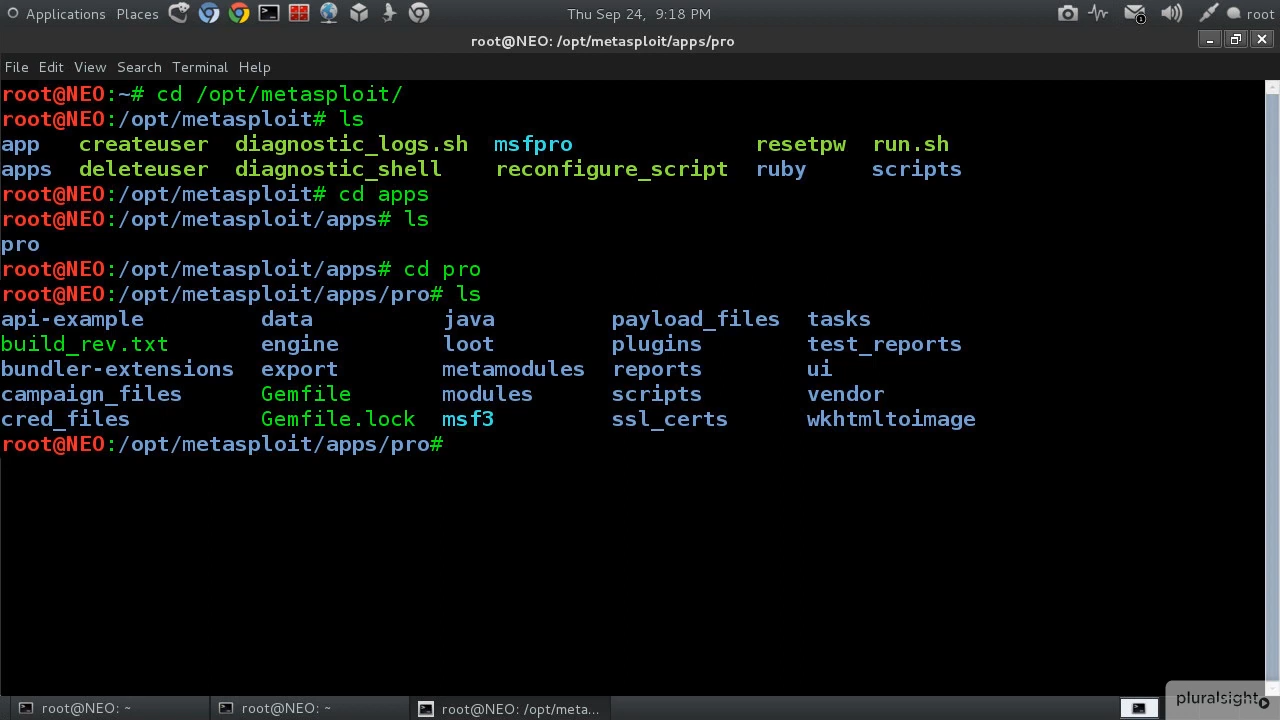 Applications Places Thu Sep 24, 9:18 PM 1 root
root@NEO: /opt/metasploit/apps/pro
File Edit View Search Terminal Help
root@NEO:~# cd /opt/metasploit/
root@NEO:/opt/metasploit# ls
app createuser diagnostic_logs.sh msfpro resetpw run.sh
apps deleteuser diagnostic_shell reconfigure_script ruby scripts
root@NEO:/opt/metasploit# cd apps
root@NEO:/opt/metasploit/apps# ls
pro
root@NEO:/opt/metasploit/apps# cd pro
root@NEO:/opt/metasploit/apps/pro# ls
api-example data java payload_files tasks
build_rev.txt engine loot plugins test_reports
bundler-extensions export metamodules reports ui
campaign_files Gemfile modules scripts vendor
cred_files Gemfile.lock msf3 ssl_certs wkhtmltoimage
root@NEO:/opt/metasploit/apps/pro#
root@NEO: ~ root@NEO: ~ root@NEO: /opt/meta... pluralsight